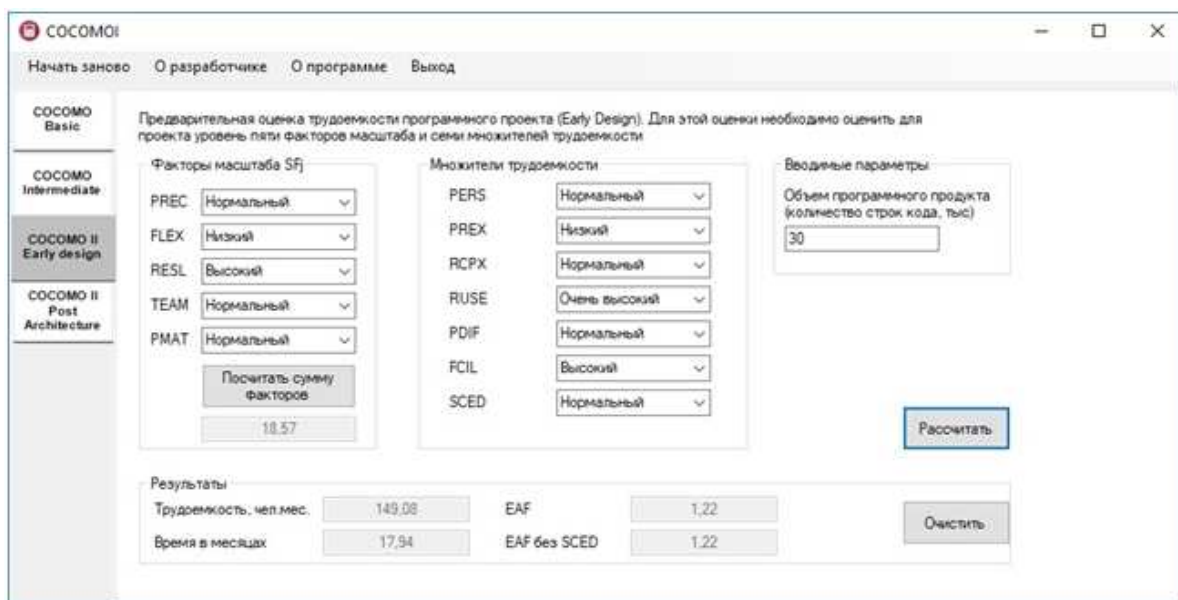 COCOMOI
Начать заново О разработчике О программе Выход
COCOMO
Basic
COCOMO
Intermediate
COCOMO II
Early design
COCOMO II
Post
Architecture
Предварительная оценка трудоемкости программного проекта (Early Design). Для этой оценки необходимо оценить для
проекта уровень пяти факторов масштаба и семи множителей трудоемкости
Факторы масштаба SFj
PREC Нормальный
FLEX Низкий
RESL Высокий
TEAM Нормальный
PMAT Нормальный
Посчитать сумму
факторов
18,57
Множители трудоемкости
PERS Нормальный
PREX Низкий
RCPX Нормальный
RUSE Очень высокий
PDIF Нормальный
FCIL Высокий
SCED Нормальный
Вводимые параметры
Объем программного продукта
(количество строк кода, тыс)
30
Рассчитать
Результаты
Трудоемкость, чел.мес. 149,08 EAF 1,22
Время в месяцах 17,94 EAF без SCED 1,22
Очистить